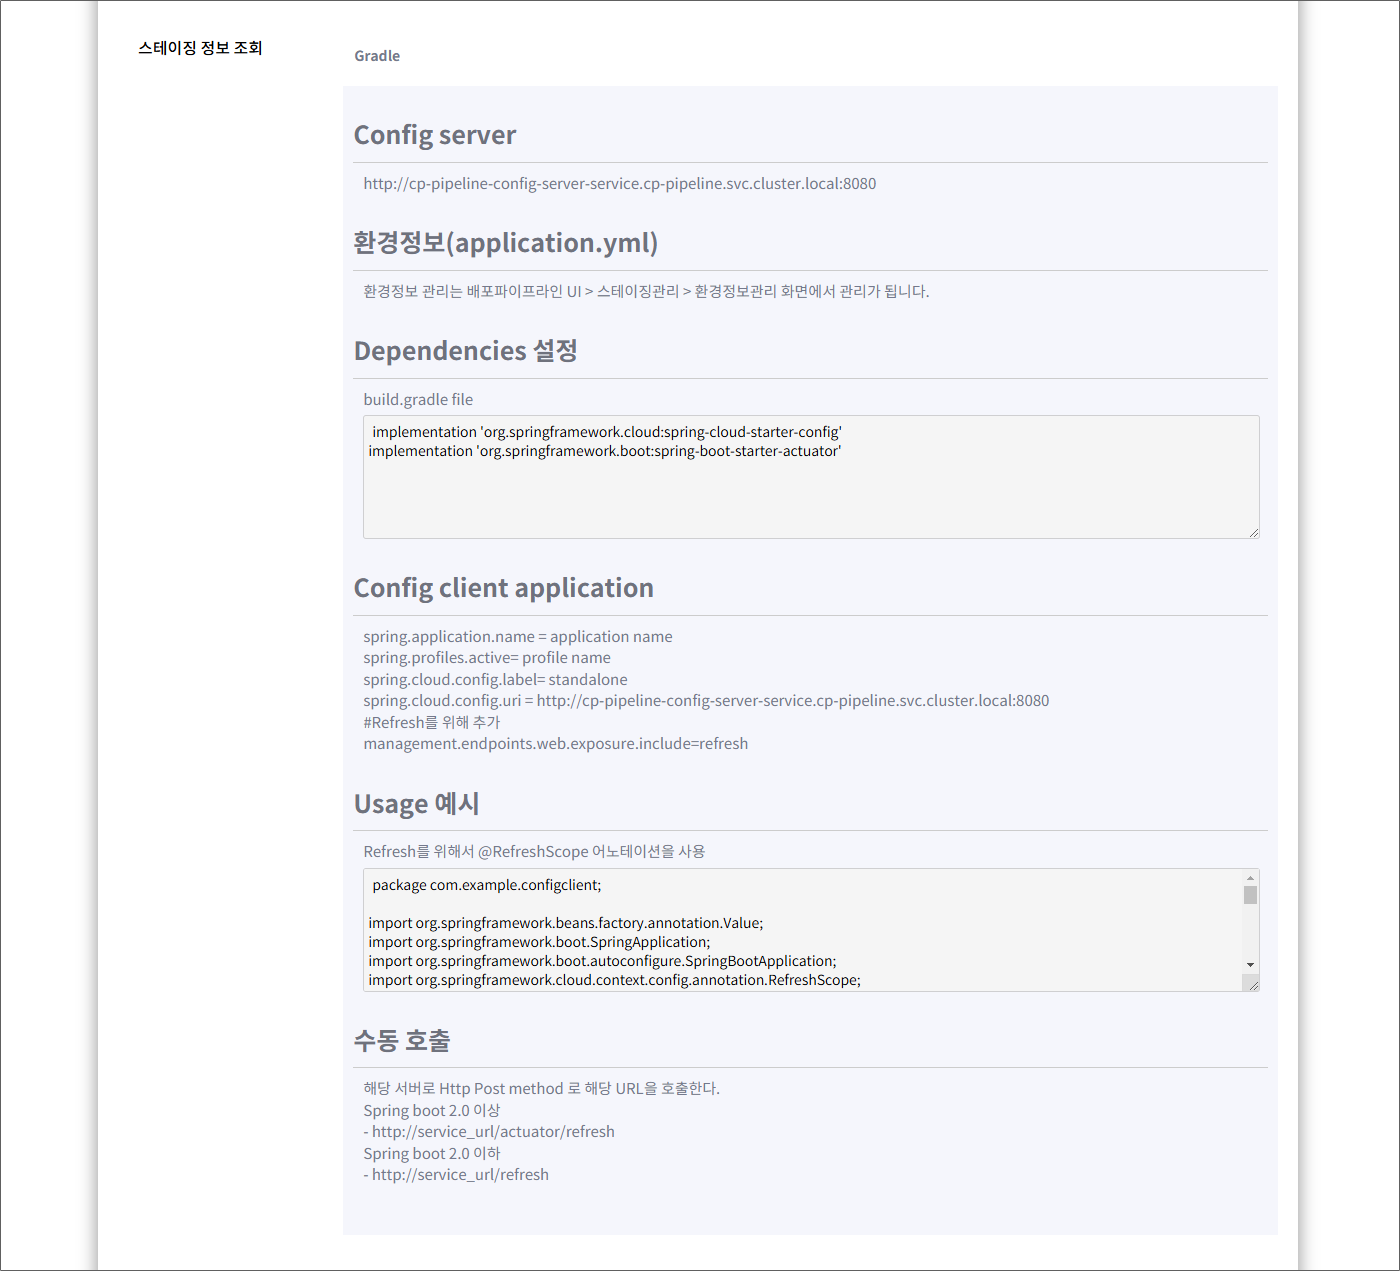 스테이징 정보 조회
Gradle
Config server
http://cp-pipeline-config-server-service.cp-pipeline.svc.cluster.local:8080
환경정보(application.yml)
환경정보 관리는 배포파이프라인 UI > 스테이징관리 > 환경정보관리 화면에서 관리가 됩니다.
Dependencies 설정
build.gradle file
implementation 'org.springframework.cloud:spring-cloud-starter-config'
implementation 'org.springframework.boot:spring-boot-starter-actuator'
Config client application
spring.application.name = application name
spring.profiles.active= profile name
spring.cloud.config.label= standalone
spring.cloud.config.uri = http://cp-pipeline-config-server-service.cp-pipeline.svc.cluster.local:8080
#Refresh를 위해 추가
management.endpoints.web.exposure.include=refresh
Usage 예시
Refresh를 위해서 @RefreshScope 어노테이션을 사용
package com.example.configclient;
import org.springframework.beans.factory.annotation.Value;
import org.springframework.boot.SpringApplication;
import org.springframework.boot.autoconfigure.SpringBootApplication;
import org.springframework.cloud.context.config.annotation.RefreshScope;
수동 호출
해당 서버로 Http Post method 로 해당 URL을 호출한다.
Spring boot 2.0 이상
- http://service_url/actuator/refresh
Spring boot 2.0 이하
- http://service_url/refresh